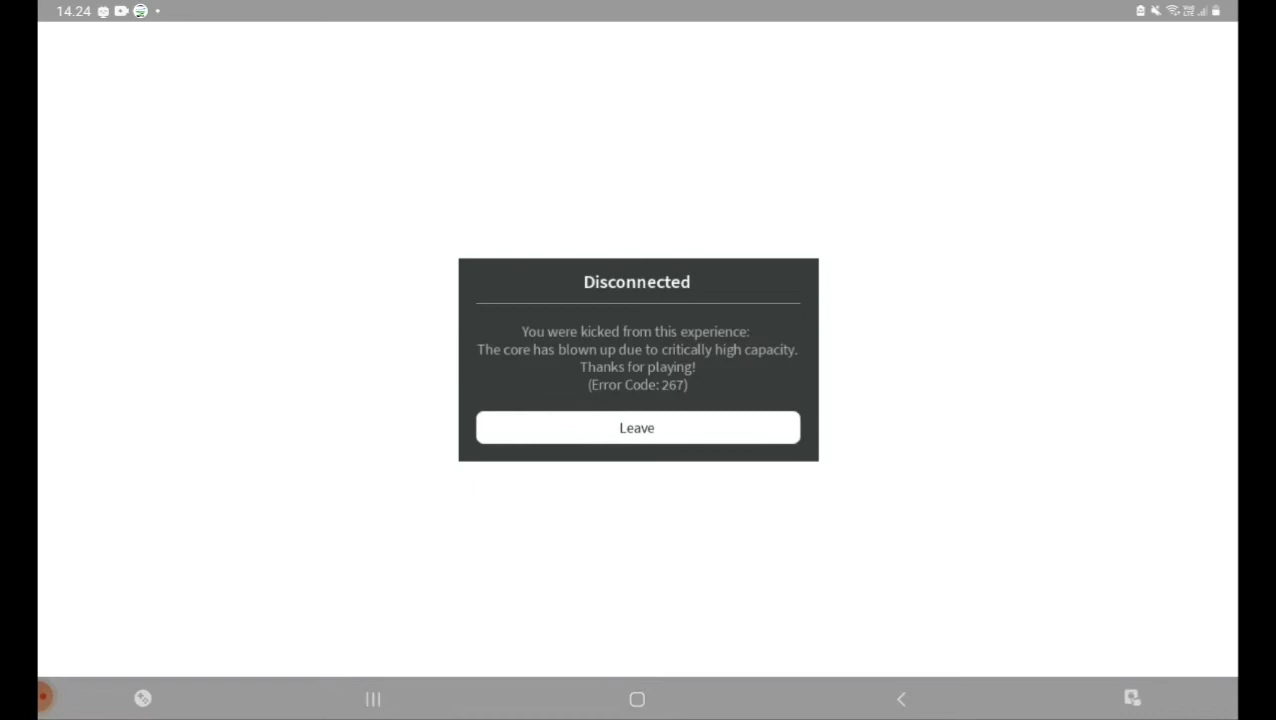 14.24
Disconnected
You were kicked from this experience:
The core has blown up due to critically high capacity.
Thanks for playing!
(Error Code: 267)
Leave